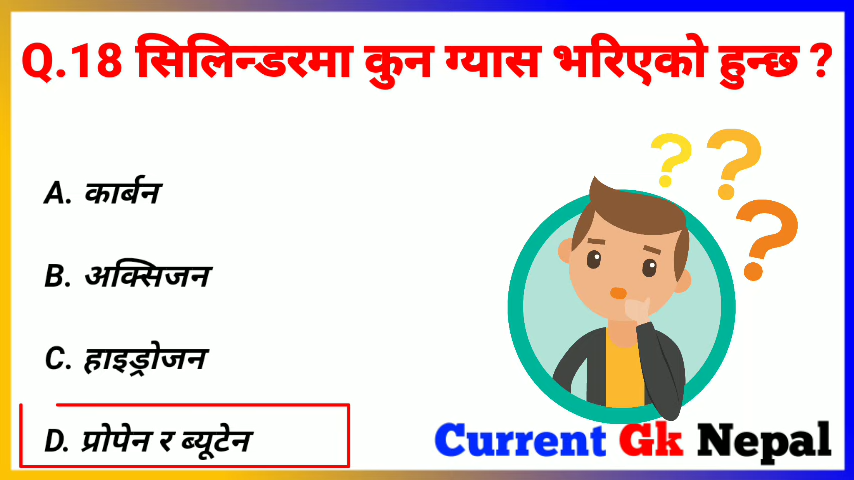 Q.18 सिलिन्डरमा कुन ग्यास भरिएको हुन्छ ?
A. कार्बन
B. अक्सिजन
C. हाइड्रोजन
D. प्रोपेन र ब्यूटेन
Current Gk Nepal